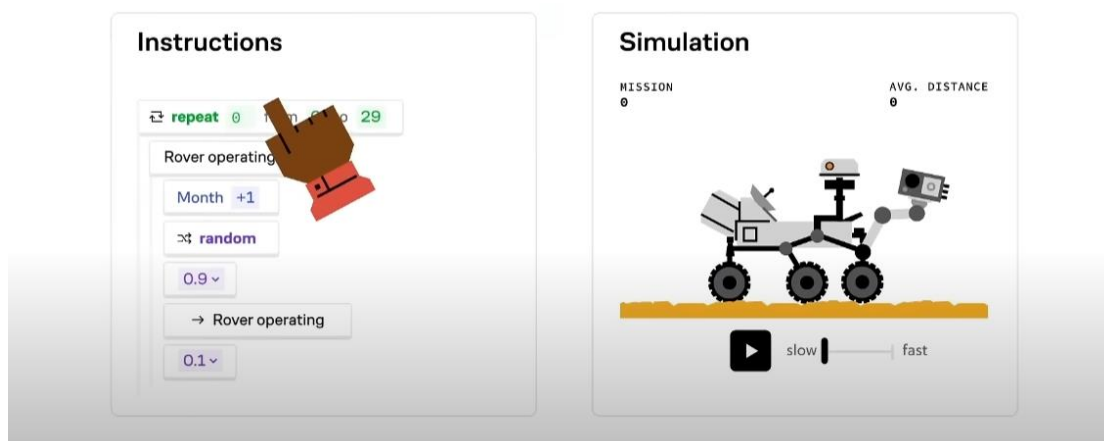 Instructions
repeat 0 29
Rover operating
Month +1
random
0.9
→ Rover operating
0.1
Simulation
MISSION
0
AVG. DISTANCE
0
slow fast